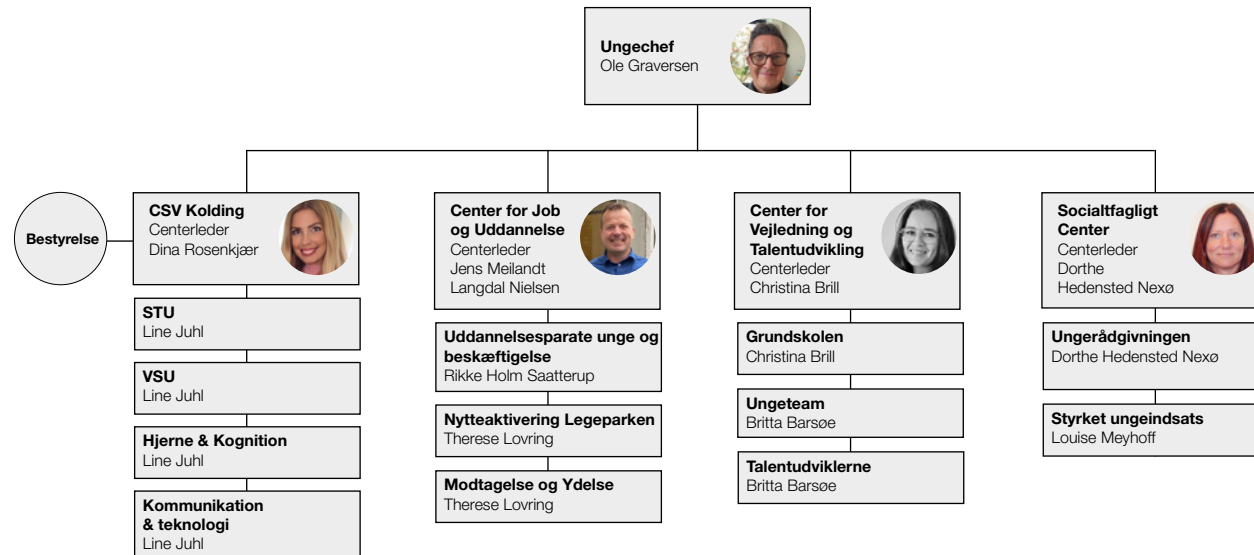 Ungechef
Ole Graversen
Bestyrelse
CSV Kolding
Centerleder
Dina Rosenkjær
STU
Line Juhl
VSU
Line Juhl
Hjerne & Kognition
Line Juhl
Kommunikation
& teknologi
Line Juhl
Center for Job
og Uddannelse
Centerleder
Jens Meilandt
Langdal Nielsen
Uddannelsesparate unge og
beskæftigelse
Rikke Holm Saatterup
Nytteaktivering Legeparken
Therese Lovring
Modtagelse og Ydelse
Therese Lovring
Center for
Vejledning og
Talentudvikling
Centerleder
Christina Brill
Grundskolen
Christina Brill
Ungeteam
Britta Barsøe
Talentudviklerne
Britta Barsøe
Socialtfagligt
Center
Centerleder
Dorthe
Hedensted Nexø
Ungerådgivningen
Dorthe Hedensted Nexø
Styrket ungeindsats
Louise Meyhoff